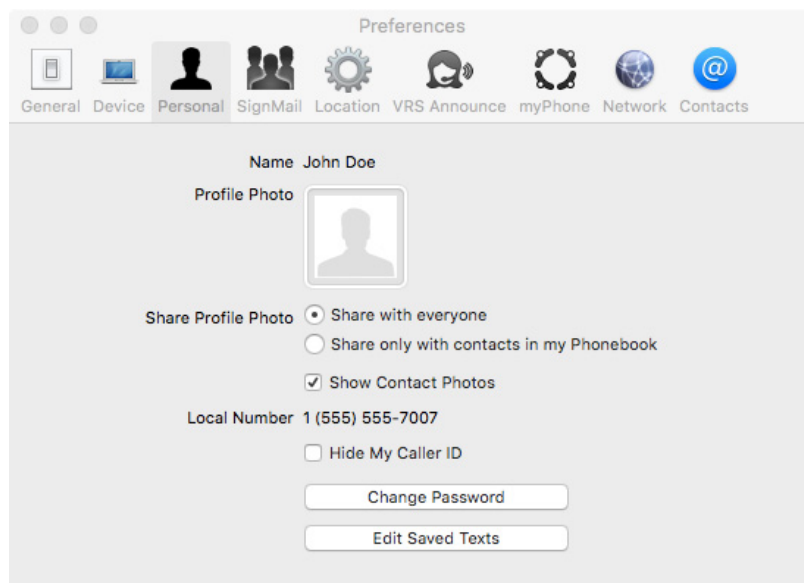 Preferences
General Device Personal SignMail Location VRS Announce myPhone Network Contacts
Name John Doe
Profile Photo
Share Profile Photo Share with everyone
Share only with contacts in my Phonebook
Show Contact Photos
Local Number 1 (555) 555-7007
Hide My Caller ID
Change Password
Edit Saved Texts